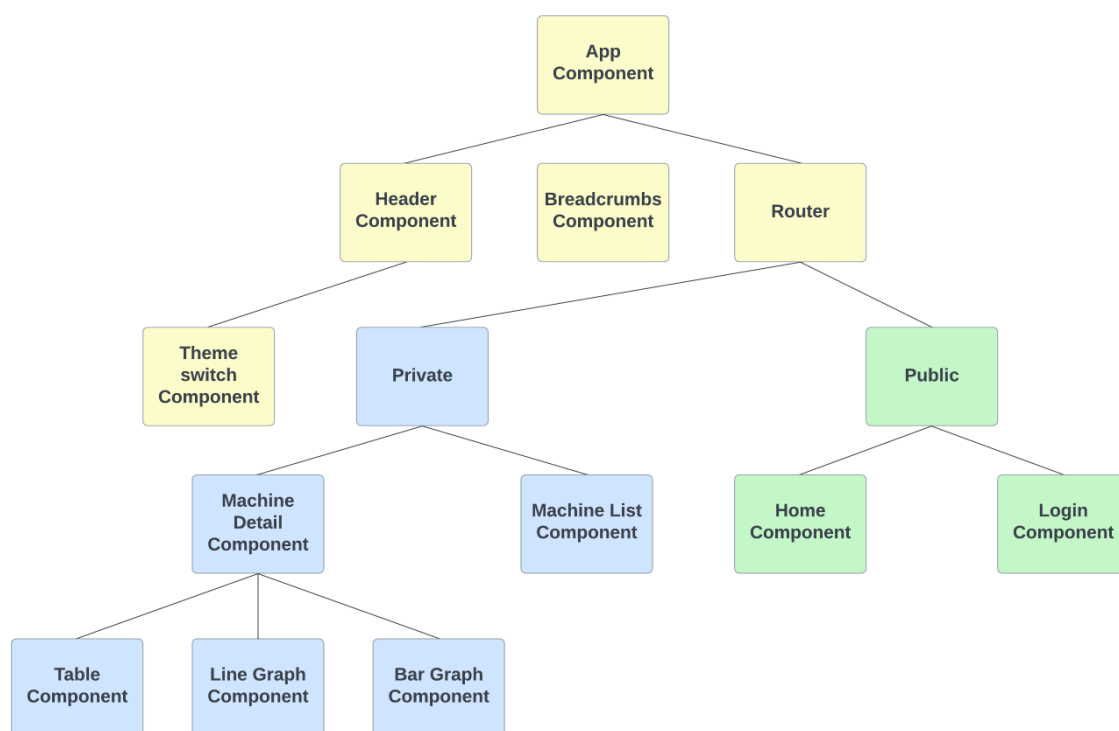 App
Component
Header
Component
Breadcrumbs
Component
Router
Theme
switch
Component
Private
Public
Machine
Detail
Component
Machine List
Component
Home
Component
Login
Component
Table
Component
Line Graph
Component
Bar Graph
Component